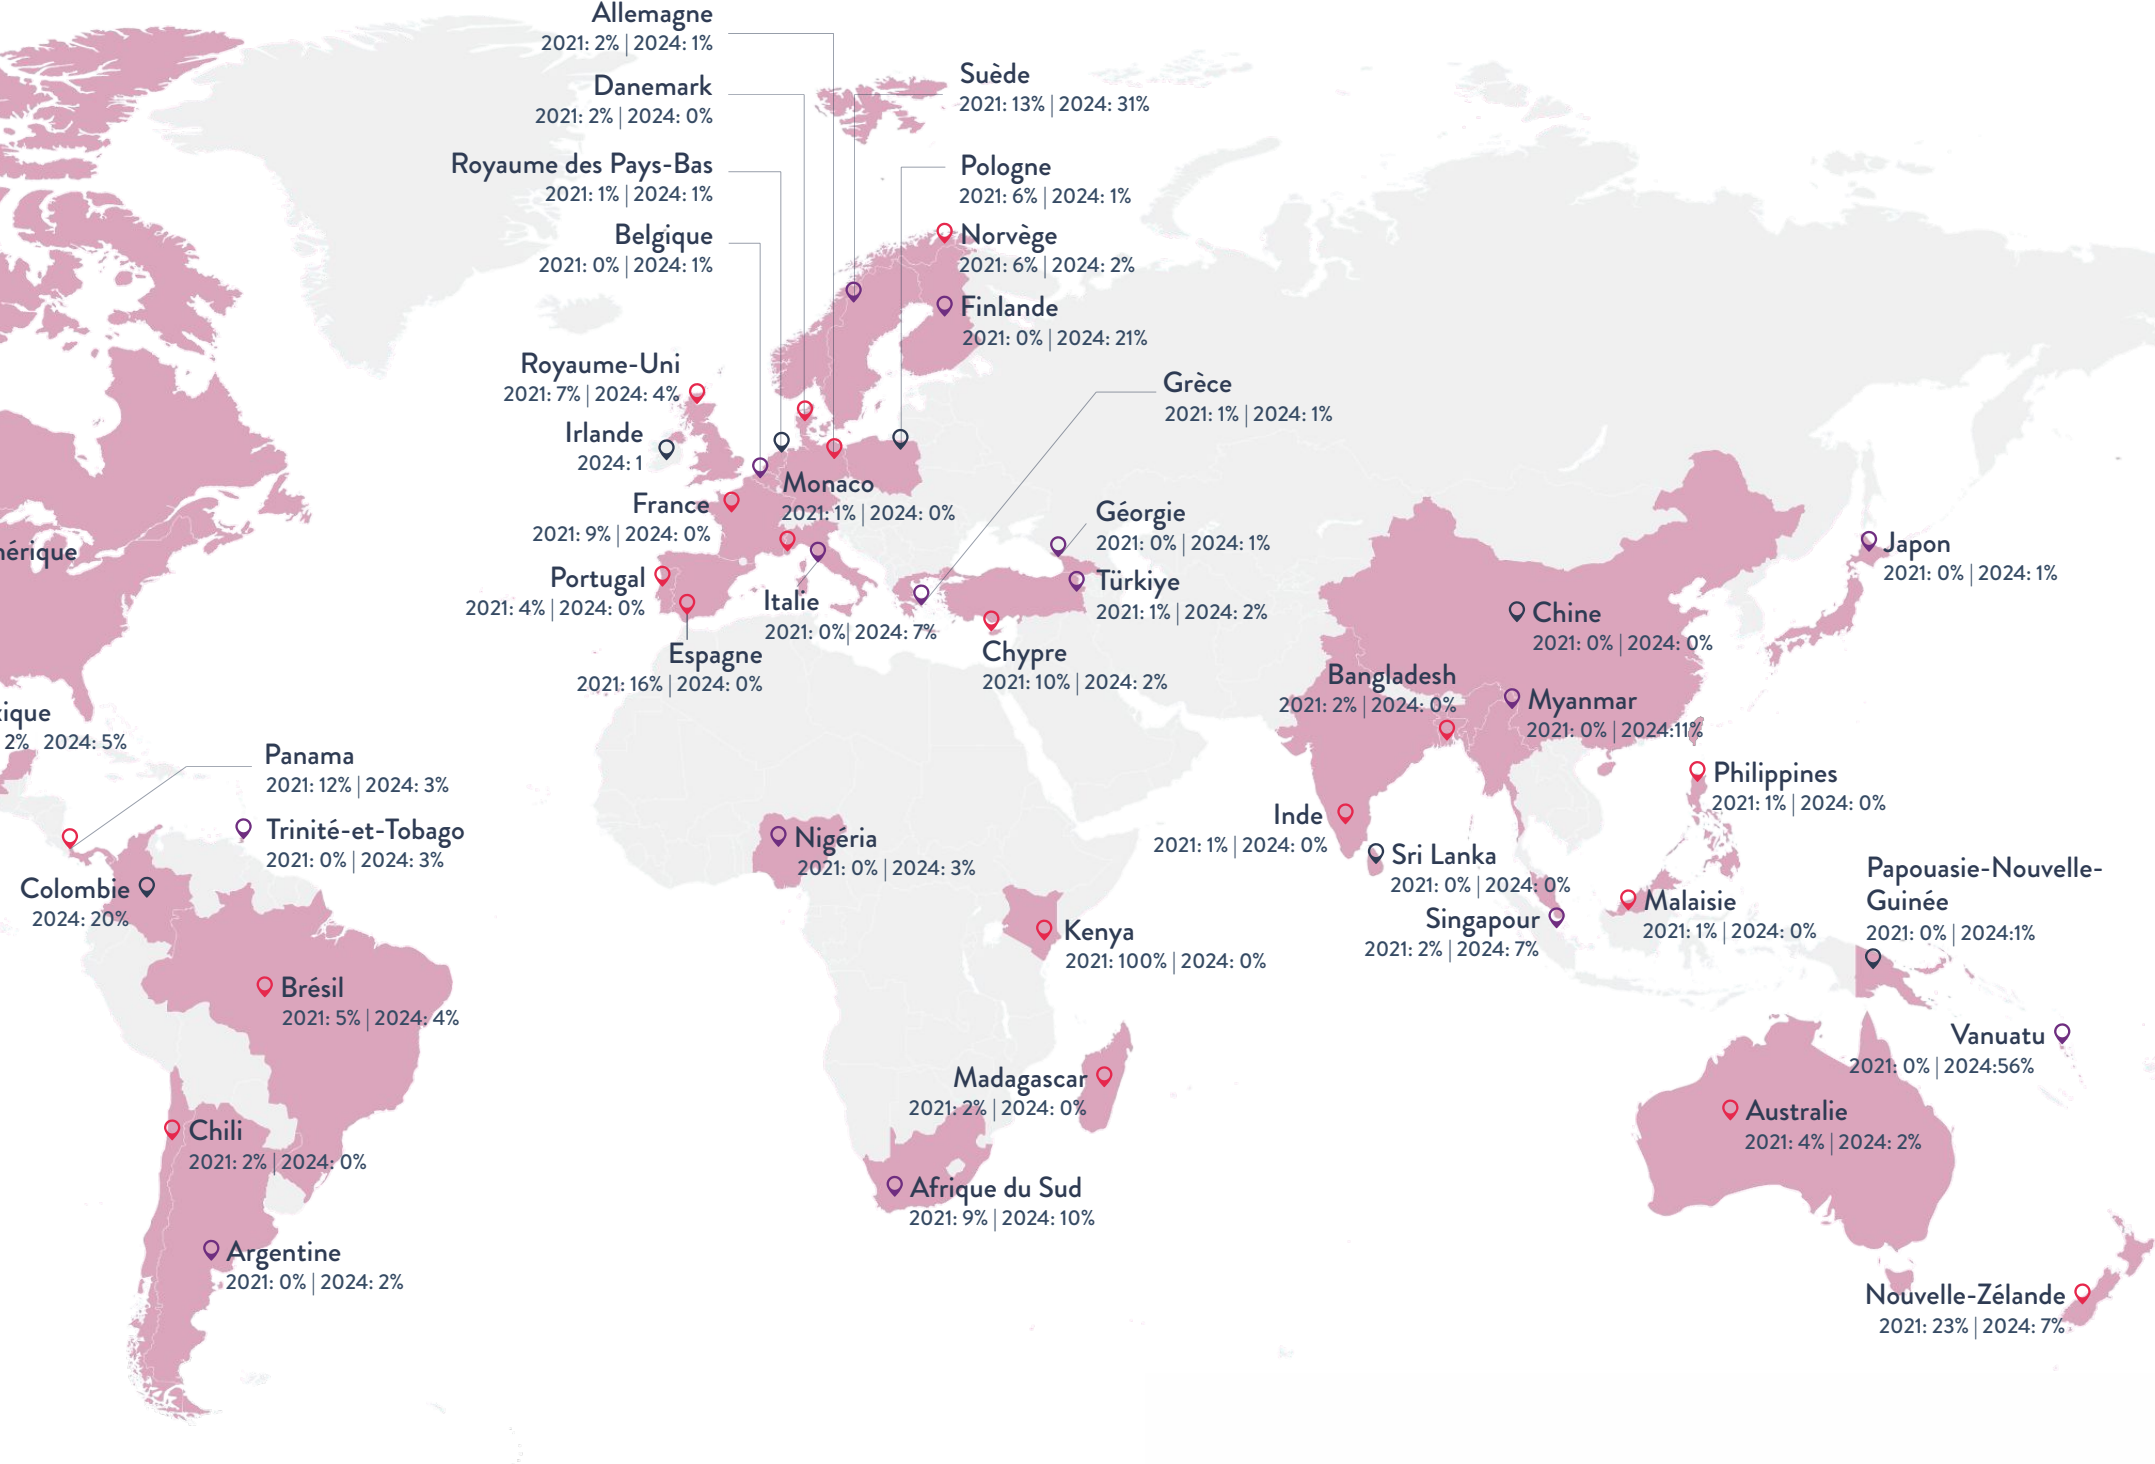 Allemagne
2021: 2% | 2024: 1%
Danemark
2021: 2% | 2024: 0%
Suède
2021: 13% | 2024: 31%
Royaume des Pays-Bas
2021: 1% | 2024: 1%
Pologne
2021: 6% | 2024: 1%
Belgique
2021: 0% | 2024: 1%
Norvège
2021: 6% | 2024: 2%
Finlande
2021: 0% | 2024: 21%
Royaume-Uni
2021: 7% | 2024: 4%
Grèce
2021: 1% | 2024: 1%
Irlande
2024: 1
Monaco
2021: 1% | 2024: 0%
France
2021: 9% | 2024: 0%
Géorgie
2021: 0% | 2024: 1%
Portugal
2021: 4% | 2024: 0%
Italie
2021: 0% | 2024: 7%
Türkiye
2021: 1% | 2024: 2%
Espagne
2021: 16% | 2024: 0%
Chypre
2021: 10% | 2024: 2%
Japon
2021: 0% | 2024: 1%
Chine
2021: 0% | 2024: 0%
Bangladesh
2021: 2% | 2024: 0%
Myanmar
2021: 0% | 2024:11%
nérique
xique
2% 2024: 5%
Panama
2021: 12% | 2024: 3%
Trinité-et-Tobago
2021: 0% | 2024: 3%
Colombie
2024: 20%
Nigéria
2021: 0% | 2024: 3%
Inde
2021: 1% | 2024: 0%
Philippines
2021: 1% | 2024: 0%
Sri Lanka
2021: 0% | 2024: 0%
Singapour
2021: 2% | 2024: 7%
Malaisie
2021: 1% | 2024: 0%
Papouasie-Nouvelle-
Guinée
2021: 0% | 2024:1%
Kenya
2021: 100% | 2024: 0%
Brésil
2021: 5% | 2024: 4%
Vanuatu
2021: 0% | 2024:56%
Madagascar
2021: 2% | 2024: 0%
Australie
2021: 4% | 2024: 2%
Chili
2021: 2% | 2024: 0%
Afrique du Sud
2021: 9% | 2024: 10%
Argentine
2021: 0% | 2024: 2%
Nouvelle-Zélande
2021: 23% | 2024: 7%